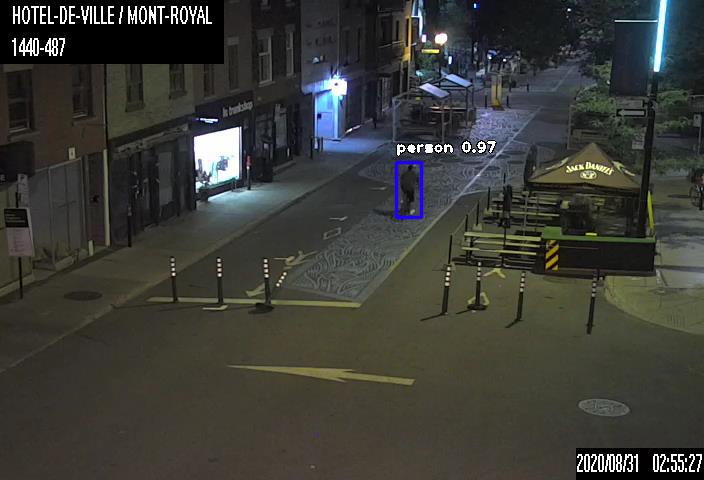 HOTEL-DE-VILLE / MONT-ROYAL
1440-487
person 0.97
JACK DANIEL'S
2020/08/31 02:55:27